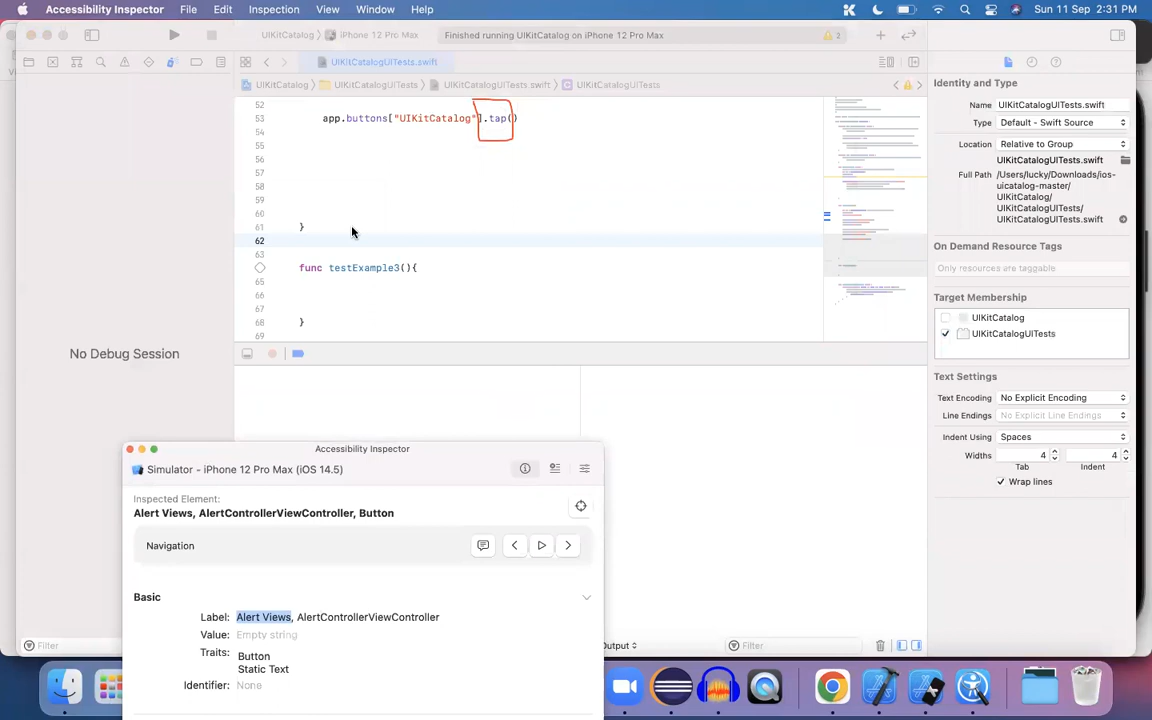 Accessibility Inspector File Edit Inspection View Window Help Sun 11 Sep 2:31 PM
UIKitCatalog iPhone 12 Pro Max Finished running UIKitCatalog on iPhone 12 Pro Max 2
UIKitCatalogUITests.swift
UIKitCatalog UIKitCatalogUITests UIKitCatalogUITests.swift UIKitCatalogUITests
Identity and Type
Name UIKitCatalogUITests.swift
Type Default - Swift Source
Location Relative to Group
UIKitCatalogUITests.swift
Full Path /Users/lucky/Downloads/ios-
uicatalog-master/
UIKitCatalog/
UIKitCatalogUITests/
UIKitCatalogUITests.swift
On Demand Resource Tags
Only resources are taggable
Target Membership
UIKitCatalog
UIKitCatalogUITests
Text Settings
Text Encoding No Explicit Encoding
Line Endings No Explicit Line Endings
Indent Using Spaces
Widths 4 4
Tab Indent
Wrap lines
52
53 app.buttons["UIKitCatalog"].tap()
54
55
56
57
58
59
60
61 }
62
63
func testExample3(){
65
66
67
68 }
69
No Debug Session
Filter
Output
Filter
Accessibility Inspector
Simulator - iPhone 12 Pro Max (iOS 14.5)
Inspected Element:
Alert Views, AlertControllerViewController, Button
Navigation
Basic
Label: Alert Views, AlertControllerViewController
Value: Empty string
Traits: Button
Static Text
Identifier: None